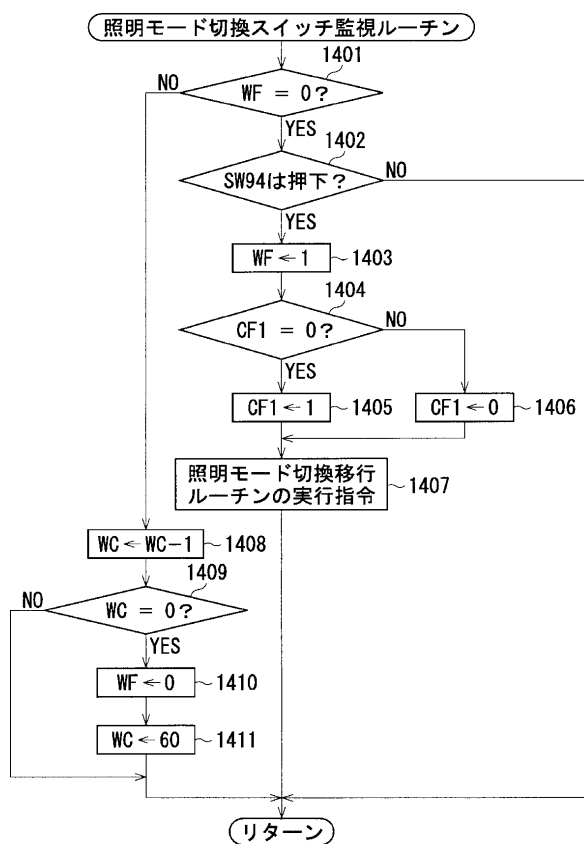 照明モード切換スイッチ監視ルーチン
1401
NO
WF = 0?
YES
1402
NO
SW94は押下?
YES
WF←1
1403
1404
CF1 = 0?
NO
YES
CF1←1
1405
CF1←0
1406
照明モード切換移行
ルーチンの実行指令
1407
WC←WC-1
1408
1409
NO
WC = 0?
YES
WF←0
1410
WC←60
1411
リターン